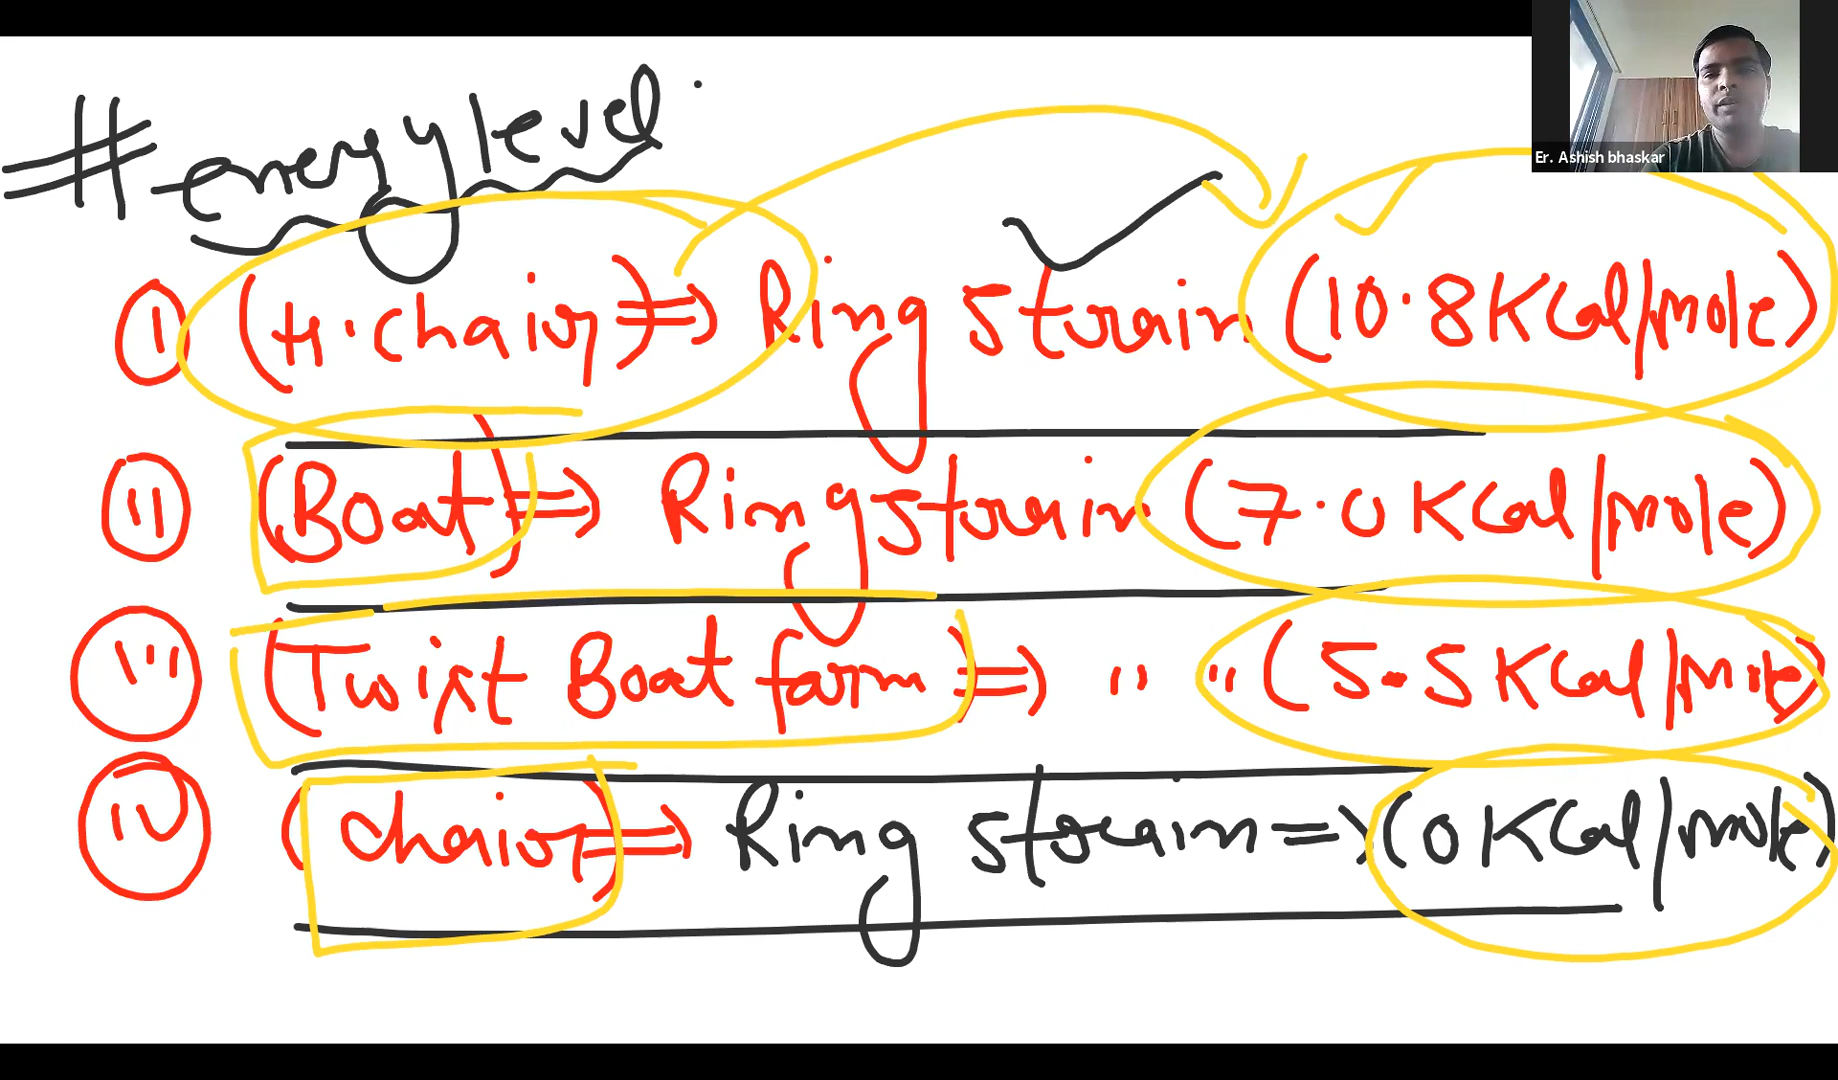 # energy level.
Er. Ashish bhaskar
(I) (H.chair) => Ring Strain (10.8 KCal/mole)
(II) (Boat) => Ring strain (7.0 KCal/mole)
(III) (Twist Boat form) => " " (5.5 KCal/mole)
(IV) (chair) => Ring strain => (0 KCal/mole)